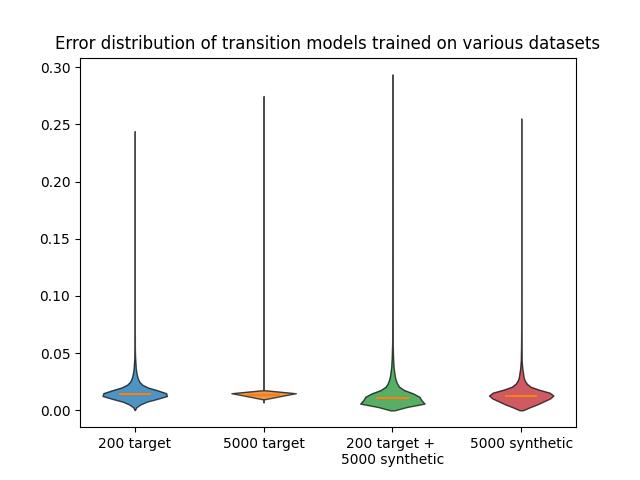 Error distribution of transition models trained on various datasets
0.30
0.25
0.20
0.15
0.10
0.05
0.00
200 target
5000 target
200 target +
5000 synthetic
5000 synthetic